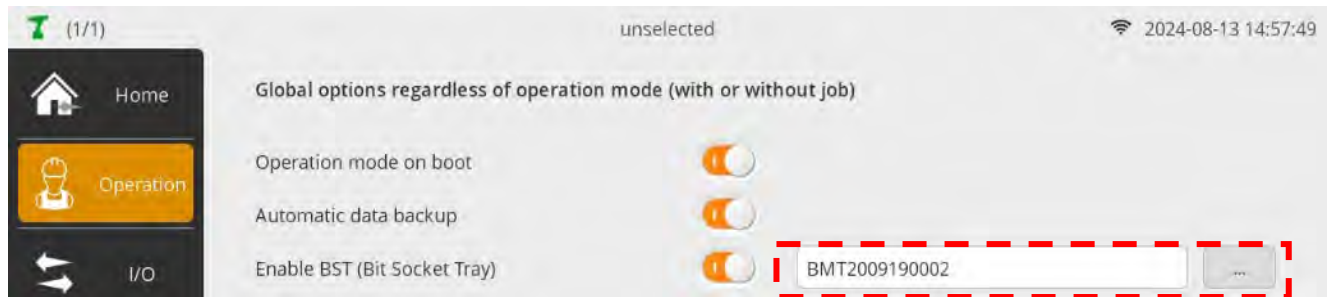 (1/1) unselected 2024-08-13 14:57:49
Home
Global options regardless of operation mode (with or without job)
Operation mode on boot
Operation
Automatic data backup
I/O
Enable BST (Bit Socket Tray) BMT2009190002 ...